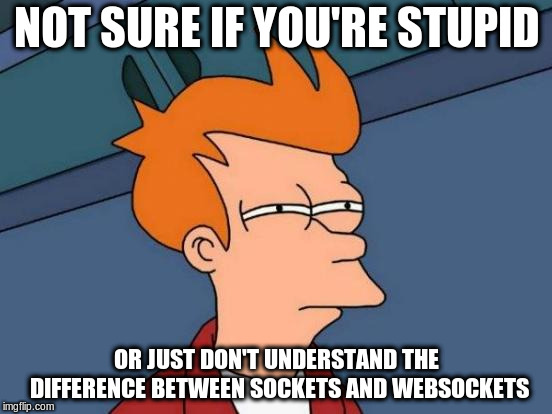 NOT SURE IF YOU'RE STUPID
OR JUST DON'T UNDERSTAND THE
DIFFERENCE BETWEEN SOCKETS AND WEBSOCKETS
imgflip.com